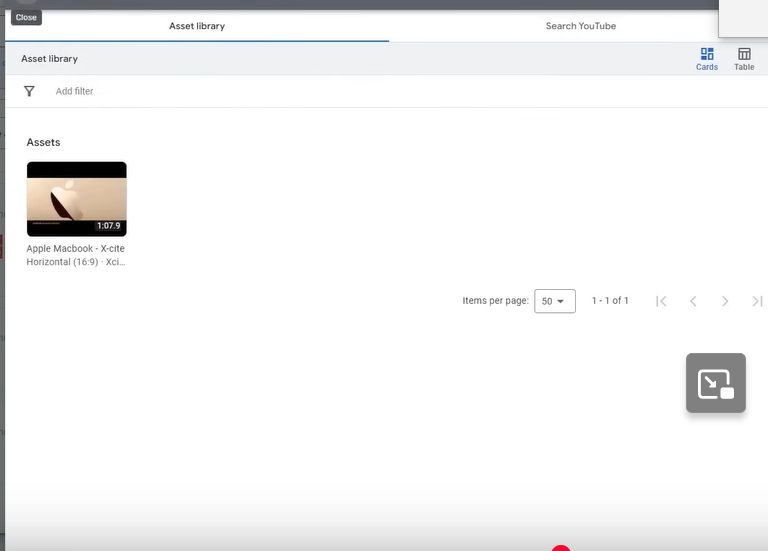 Close
Asset library
Search YouTube
Asset library
Cards
Table
Add filter
Assets
1:07.9
Apple Macbook - X-cite
Horizontal (16:9) · Xci...
Items per page:
50
1 - 1 of 1